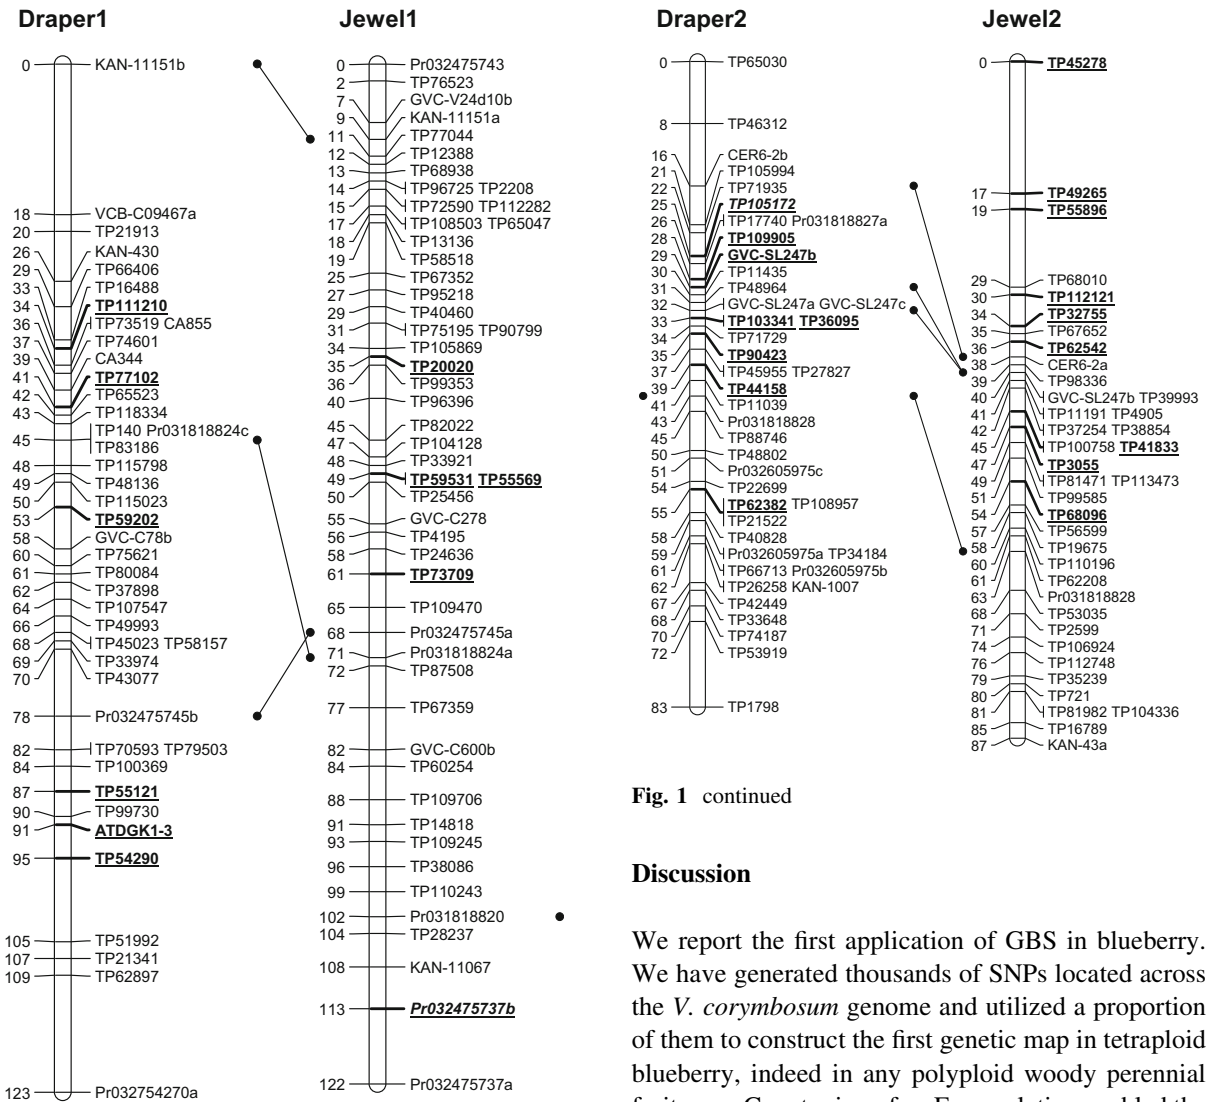 Draper1
0 KAN-11151b
18 VCB-C09467a
20 TP21913
26 KAN-430
29 TP66406
33 TP16488
34 TP111210
36 TP73519 CA855
37 TP74601
39 CA344
41 TP77102
42 TP65523
43 TP118334
45 TP140 Pr031818824c
TP83186
48 TP115798
49 TP48136
50 TP115023
53 TP59202
58 GVC-C78b
60 TP75621
61 TP80084
62 TP37898
64 TP107547
66 TP49993
68 TP45023 TP58157
69 TP33974
70 TP43077
78 Pr032475745b
82 TP70593 TP79503
84 TP100369
87 TP55121
90 TP99730
91 ATDGK1-3
95 TP54290
105 TP51992
107 TP21341
109 TP62897
123 Pr032754270a
Jewel1
0 Pr032475743
2 TP76523
7 GVC-V24d10b
9 KAN-11151a
11 TP77044
12 TP12388
13 TP68938
14 TP96725 TP2208
15 TP72590 TP112282
17 TP108503 TP65047
18 TP13136
19 TP58518
25 TP67352
27 TP95218
29 TP40460
31 TP75195 TP90799
34 TP105869
35 TP20020
36 TP99353
40 TP96396
45 TP82022
47 TP104128
48 TP33921
49 TP59531 TP55569
50 TP25456
55 GVC-C278
56 TP4195
58 TP24636
61 TP73709
65 TP109470
68 Pr032475745a
71 Pr031818824a
72 TP87508
77 TP67359
82 GVC-C600b
84 TP60254
88 TP109706
91 TP14818
93 TP109245
96 TP38086
99 TP110243
102 Pr031818820
104 TP28237
108 KAN-11067
113 Pr032475737b
122 Pr032475737a
Draper2
0 TP65030
8 TP46312
16 CER6-2b
21 TP105994
22 TP71935
25 TP105172
26 TP17740 Pr031818827a
28 TP109905
29 GVC-SL247b
30 TP11435
31 TP48964
32 GVC-SL247a GVC-SL247c
33 TP103341 TP36095
34 TP71729
35 TP90423
37 TP45955 TP27827
39 TP44158
41 TP11039
43 Pr031818828
45 TP88746
50 TP48802
51 Pr032605975c
54 TP22699
55 TP62382 TP108957
TP21522
58 TP40828
59 Pr032605975a TP34184
61 TP66713 Pr032605975b
62 TP26258 KAN-1007
67 TP42449
68 TP33648
70 TP74187
72 TP53919
83 TP1798
Jewel2
0 TP45278
17 TP49265
19 TP55896
29 TP68010
30 TP112121
34 TP32755
35 TP67652
36 TP62542
38 CER6-2a
39 TP98336
40 GVC-SL247b TP39993
41 TP11191 TP4905
42 TP37254 TP38854
45 TP100758 TP41833
47 TP3055
49 TP81471 TP113473
51 TP99585
54 TP68096
57 TP56599
58 TP19675
60 TP110196
61 TP62208
63 Pr031818828
68 TP53035
71 TP2599
74 TP106924
76 TP112748
79 TP35239
80 TP721
81 TP81982 TP104336
85 TP16789
87 KAN-43a
Fig. 1 continued
Discussion
We report the first application of GBS in blueberry.
We have generated thousands of SNPs located across
the V. corymbosum genome and utilized a proportion
of them to construct the first genetic map in tetraploid
blueberry, indeed in any polyploid woody perennial